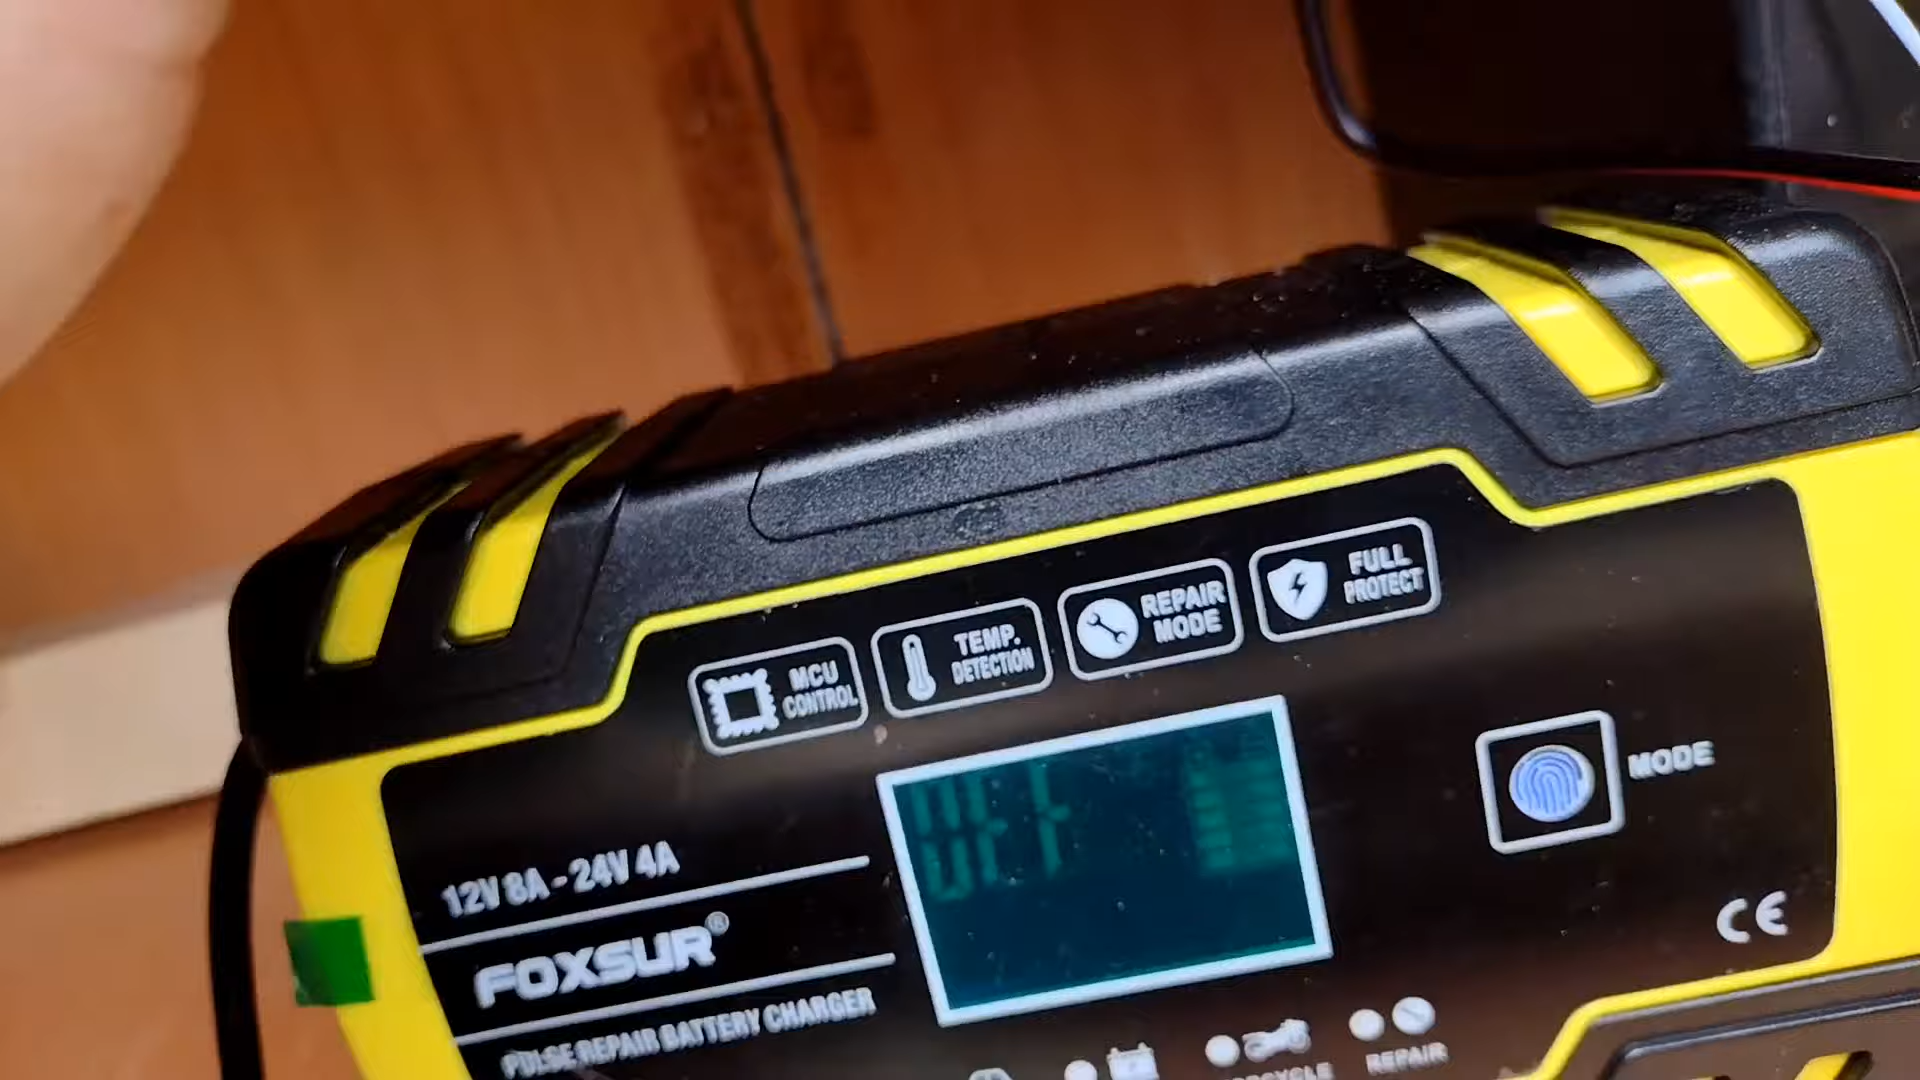 MCU
CONTROL
TEMP.
DETECTION
REPAIR
MODE
FULL
PROTECT
MODE
OFF
12V 8A - 24V 4A
FOXSUR®
PULSE REPAIR BATTERY CHARGER
CE
REPAIR